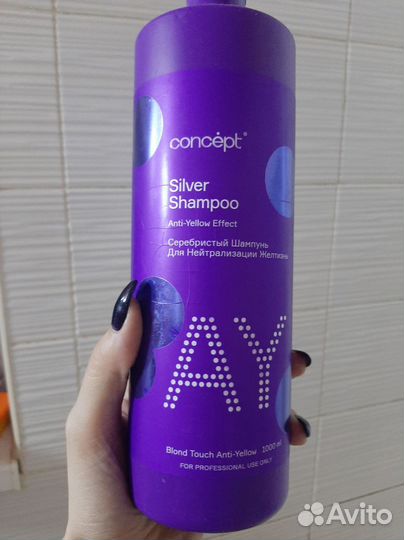 concept®
Silver
Shampoo
Anti-Yellow Effect
Серебристый Шампунь
Для Нейтрализации Желтизны
AY
Blond Touch Anti-Yellow 1000 ml
FOR PROFESSIONAL USE ONLY
Avito